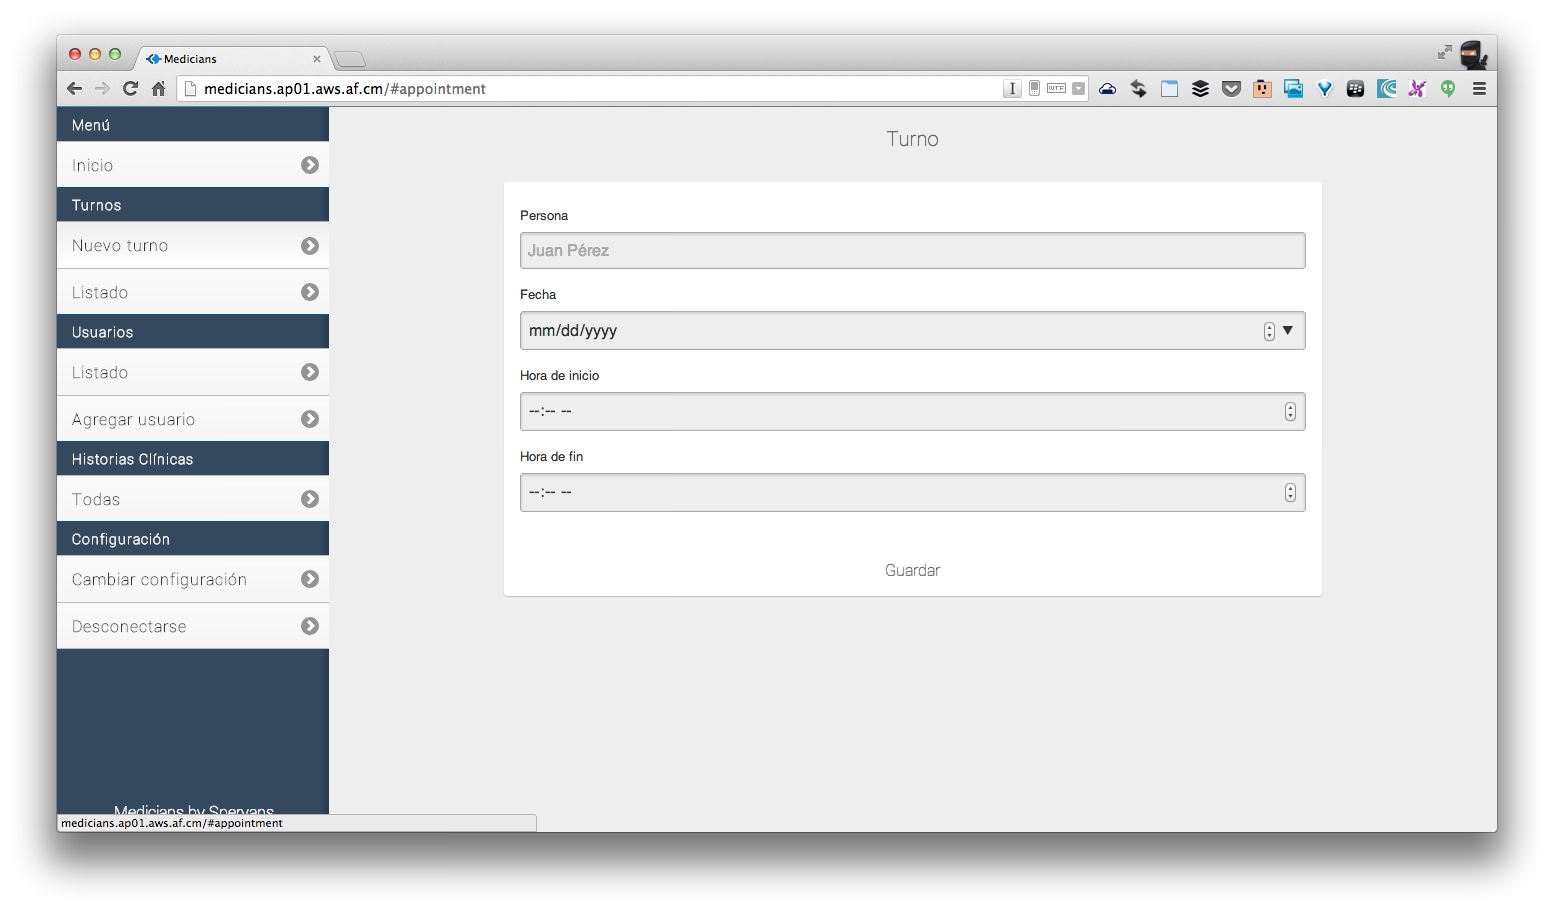 Medicians
medicians.ap01.aws.af.cm/#appointment
WTF
Menú
Inicio
Turnos
Nuevo turno
Listado
Usuarios
Listado
Agregar usuario
Historias Clínicas
Todas
Configuración
Cambiar configuración
Desconectarse
Medicians by Snervans
medicians.ap01.aws.af.cm/#appointment
Turno
Persona
Juan Pérez
Fecha
mm/dd/yyyy
Hora de inicio
--:-- --
Hora de fin
--:-- --
Guardar